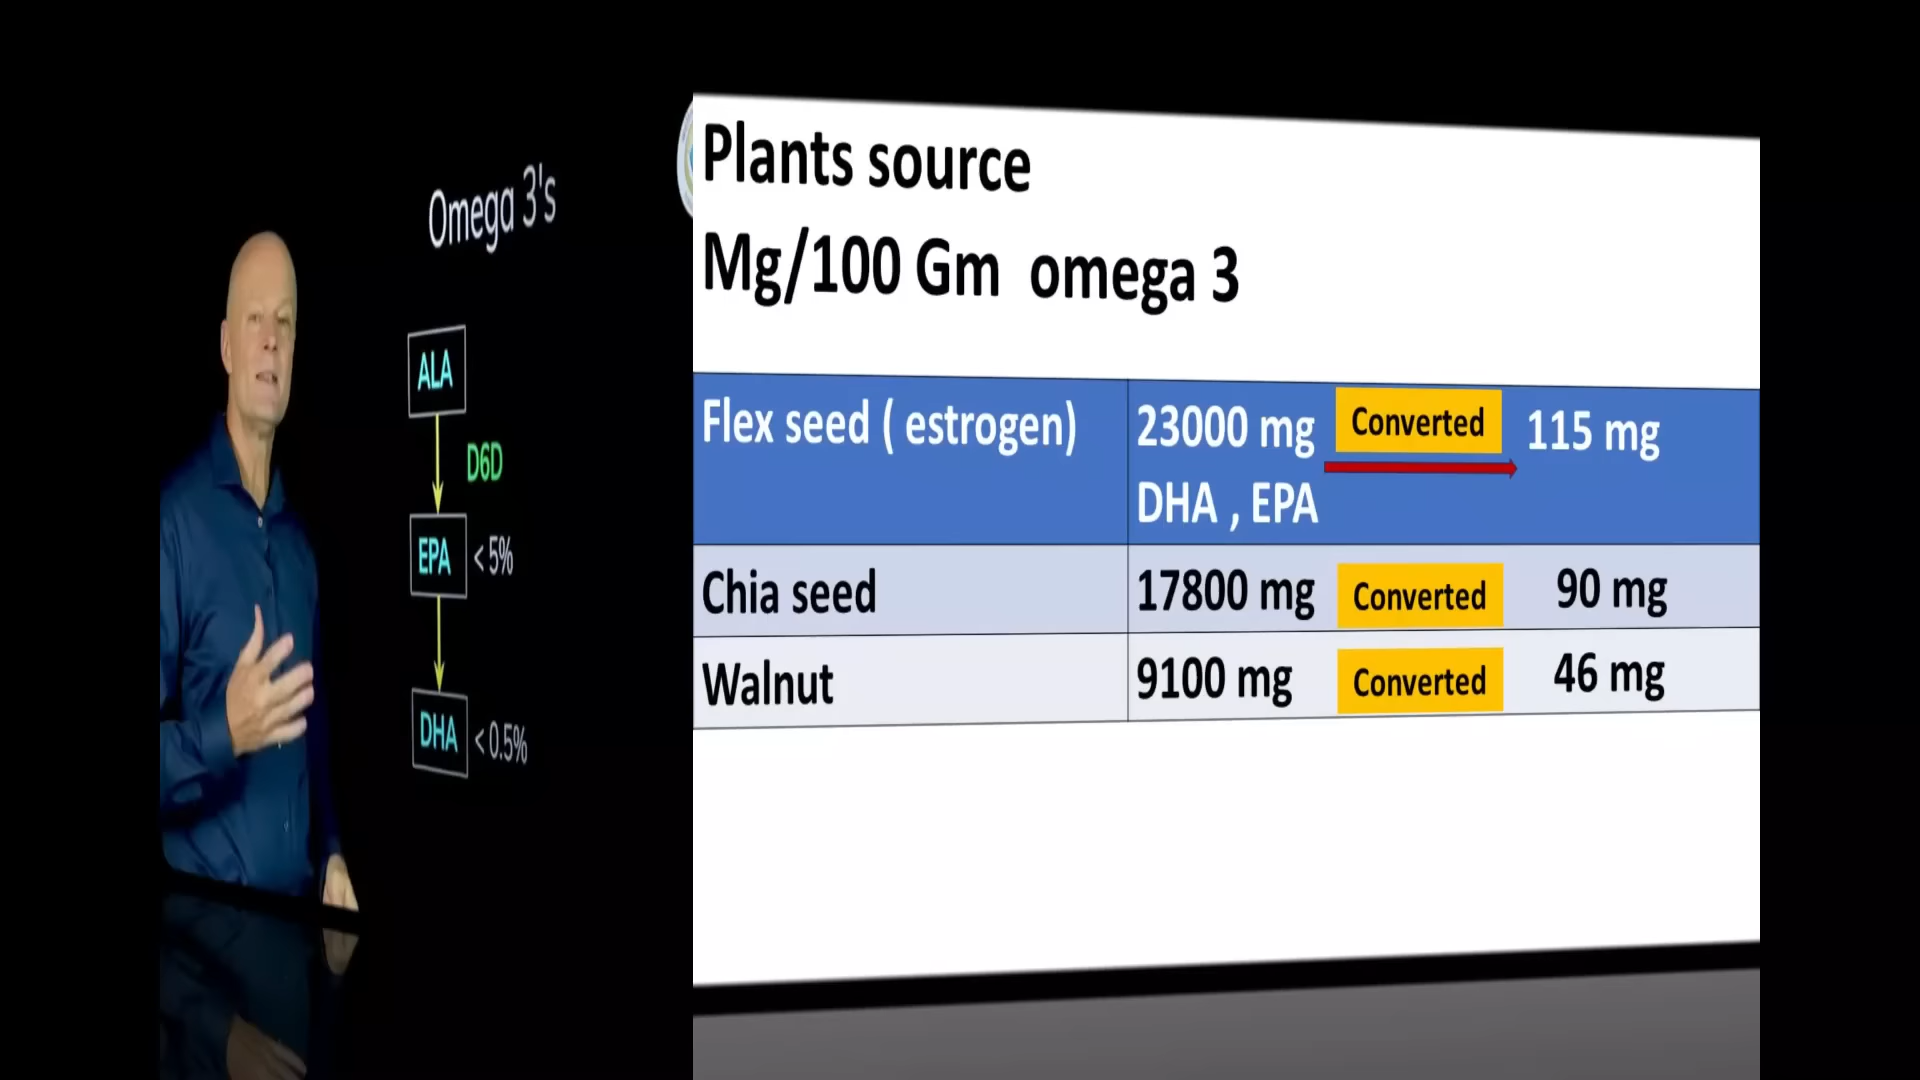 Omega 3's
ALA
D6D
EPA < 5%
DHA < 0.5%
Plants source
Mg/100 Gm omega 3
Flex seed ( estrogen) 23000 mg Converted 115 mg
DHA , EPA
Chia seed 17800 mg Converted 90 mg
Walnut 9100 mg Converted 46 mg